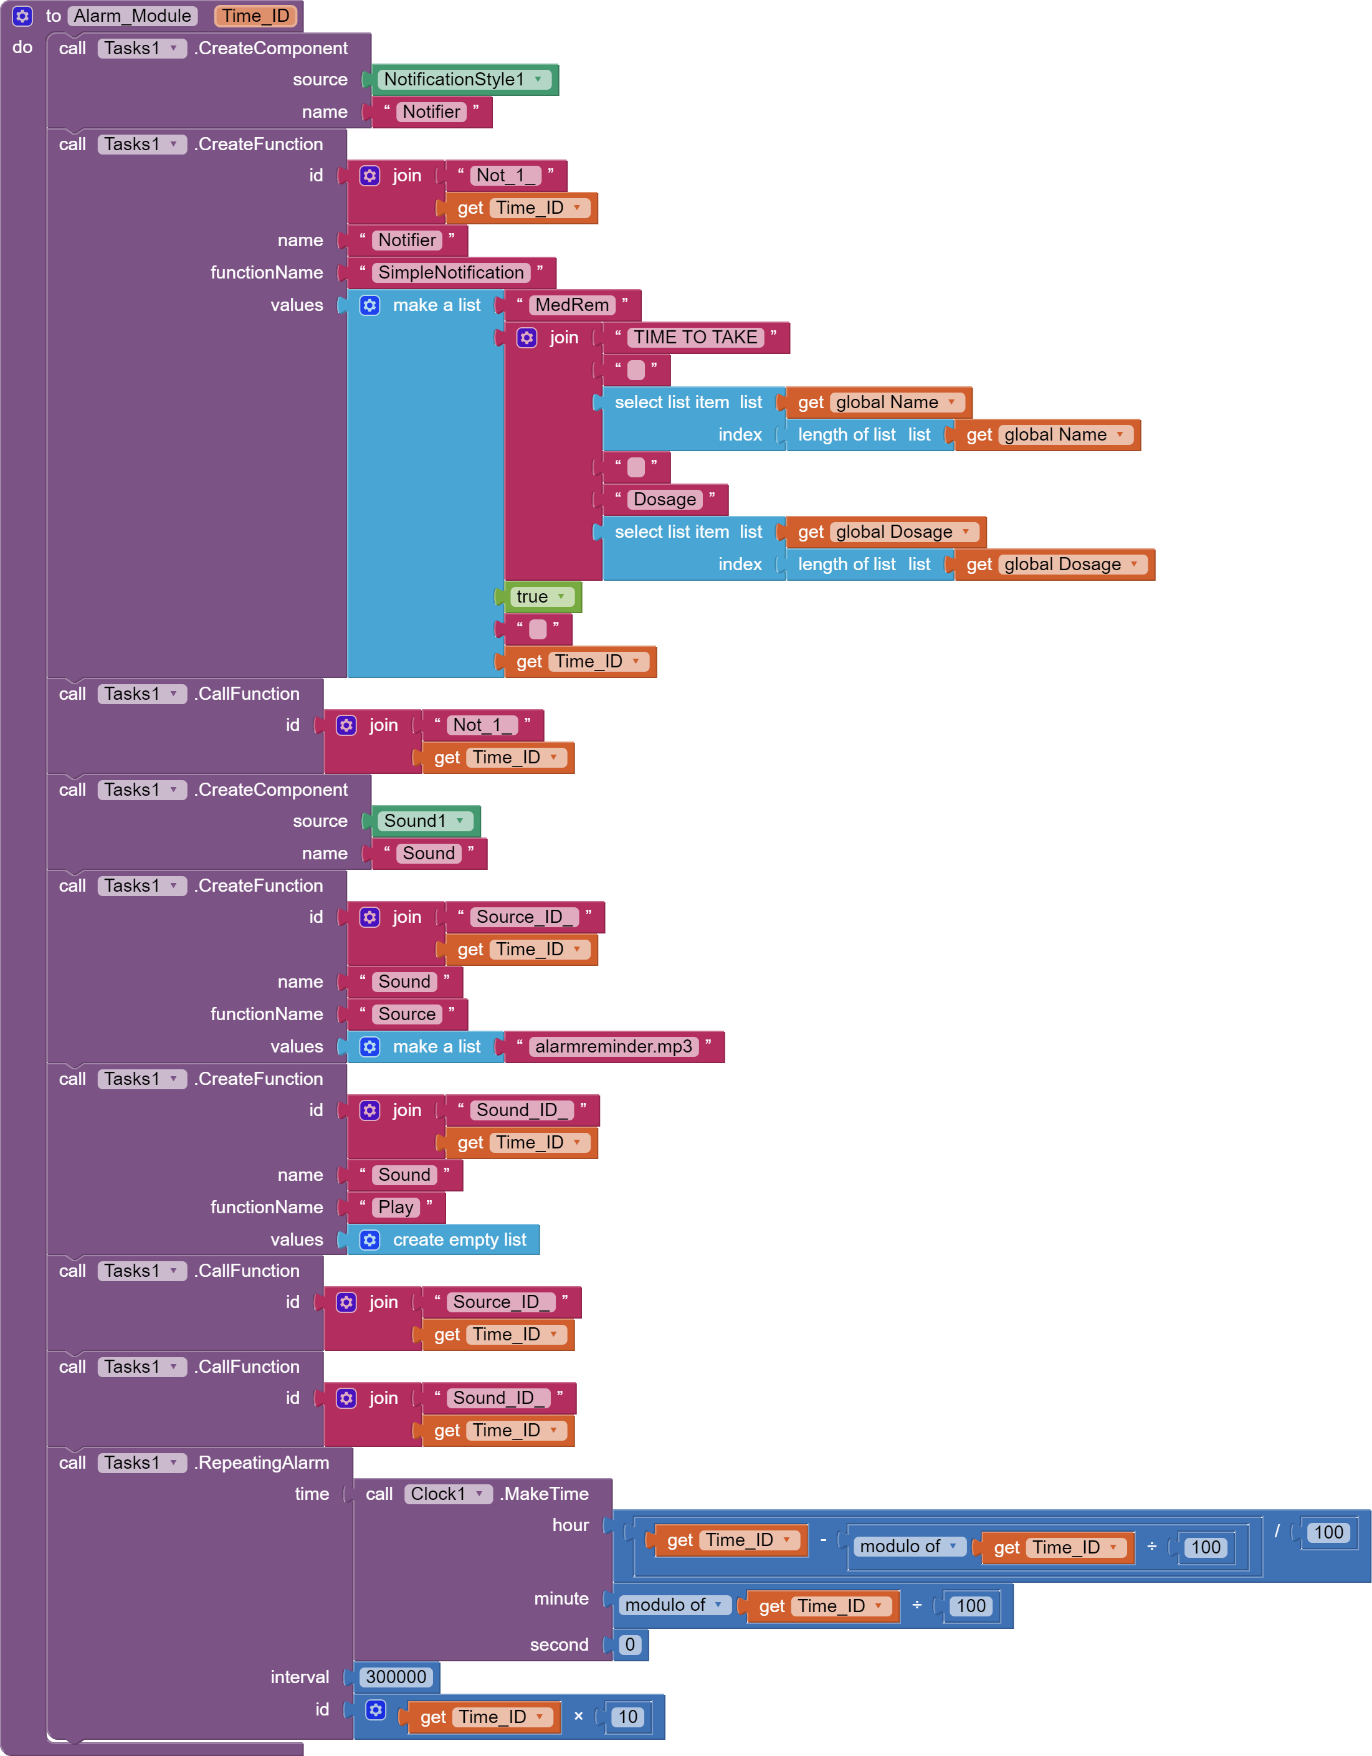 to Alarm_Module Time_ID
do call Tasks1 .CreateComponent
source NotificationStyle1
name “ Notifier ”
call Tasks1 .CreateFunction
id join “ Not_1_ ”
get Time_ID
name “ Notifier ”
functionName “ SimpleNotification ”
values make a list “ MedRem ”
join “ TIME TO TAKE ”
“ ”
select list item list get global Name
index length of list list get global Name
“ ”
“ Dosage ”
select list item list get global Dosage
index length of list list get global Dosage
true
“ ”
get Time_ID
call Tasks1 .CallFunction
id join “ Not_1_ ”
get Time_ID
call Tasks1 .CreateComponent
source Sound1
name “ Sound ”
call Tasks1 .CreateFunction
id join “ Source_ID_ ”
get Time_ID
name “ Sound ”
functionName “ Source ”
values make a list “ alarmreminder.mp3 ”
call Tasks1 .CreateFunction
id join “ Sound_ID_ ”
get Time_ID
name “ Sound ”
functionName “ Play ”
values create empty list
call Tasks1 .CallFunction
id join “ Source_ID_ ”
get Time_ID
call Tasks1 .CallFunction
id join “ Sound_ID_ ”
get Time_ID
call Tasks1 .RepeatingAlarm
time call Clock1 .MakeTime
hour get Time_ID - modulo of get Time_ID ÷ 100 / 100
minute modulo of get Time_ID ÷ 100
second 0
interval 300000
id get Time_ID × 10